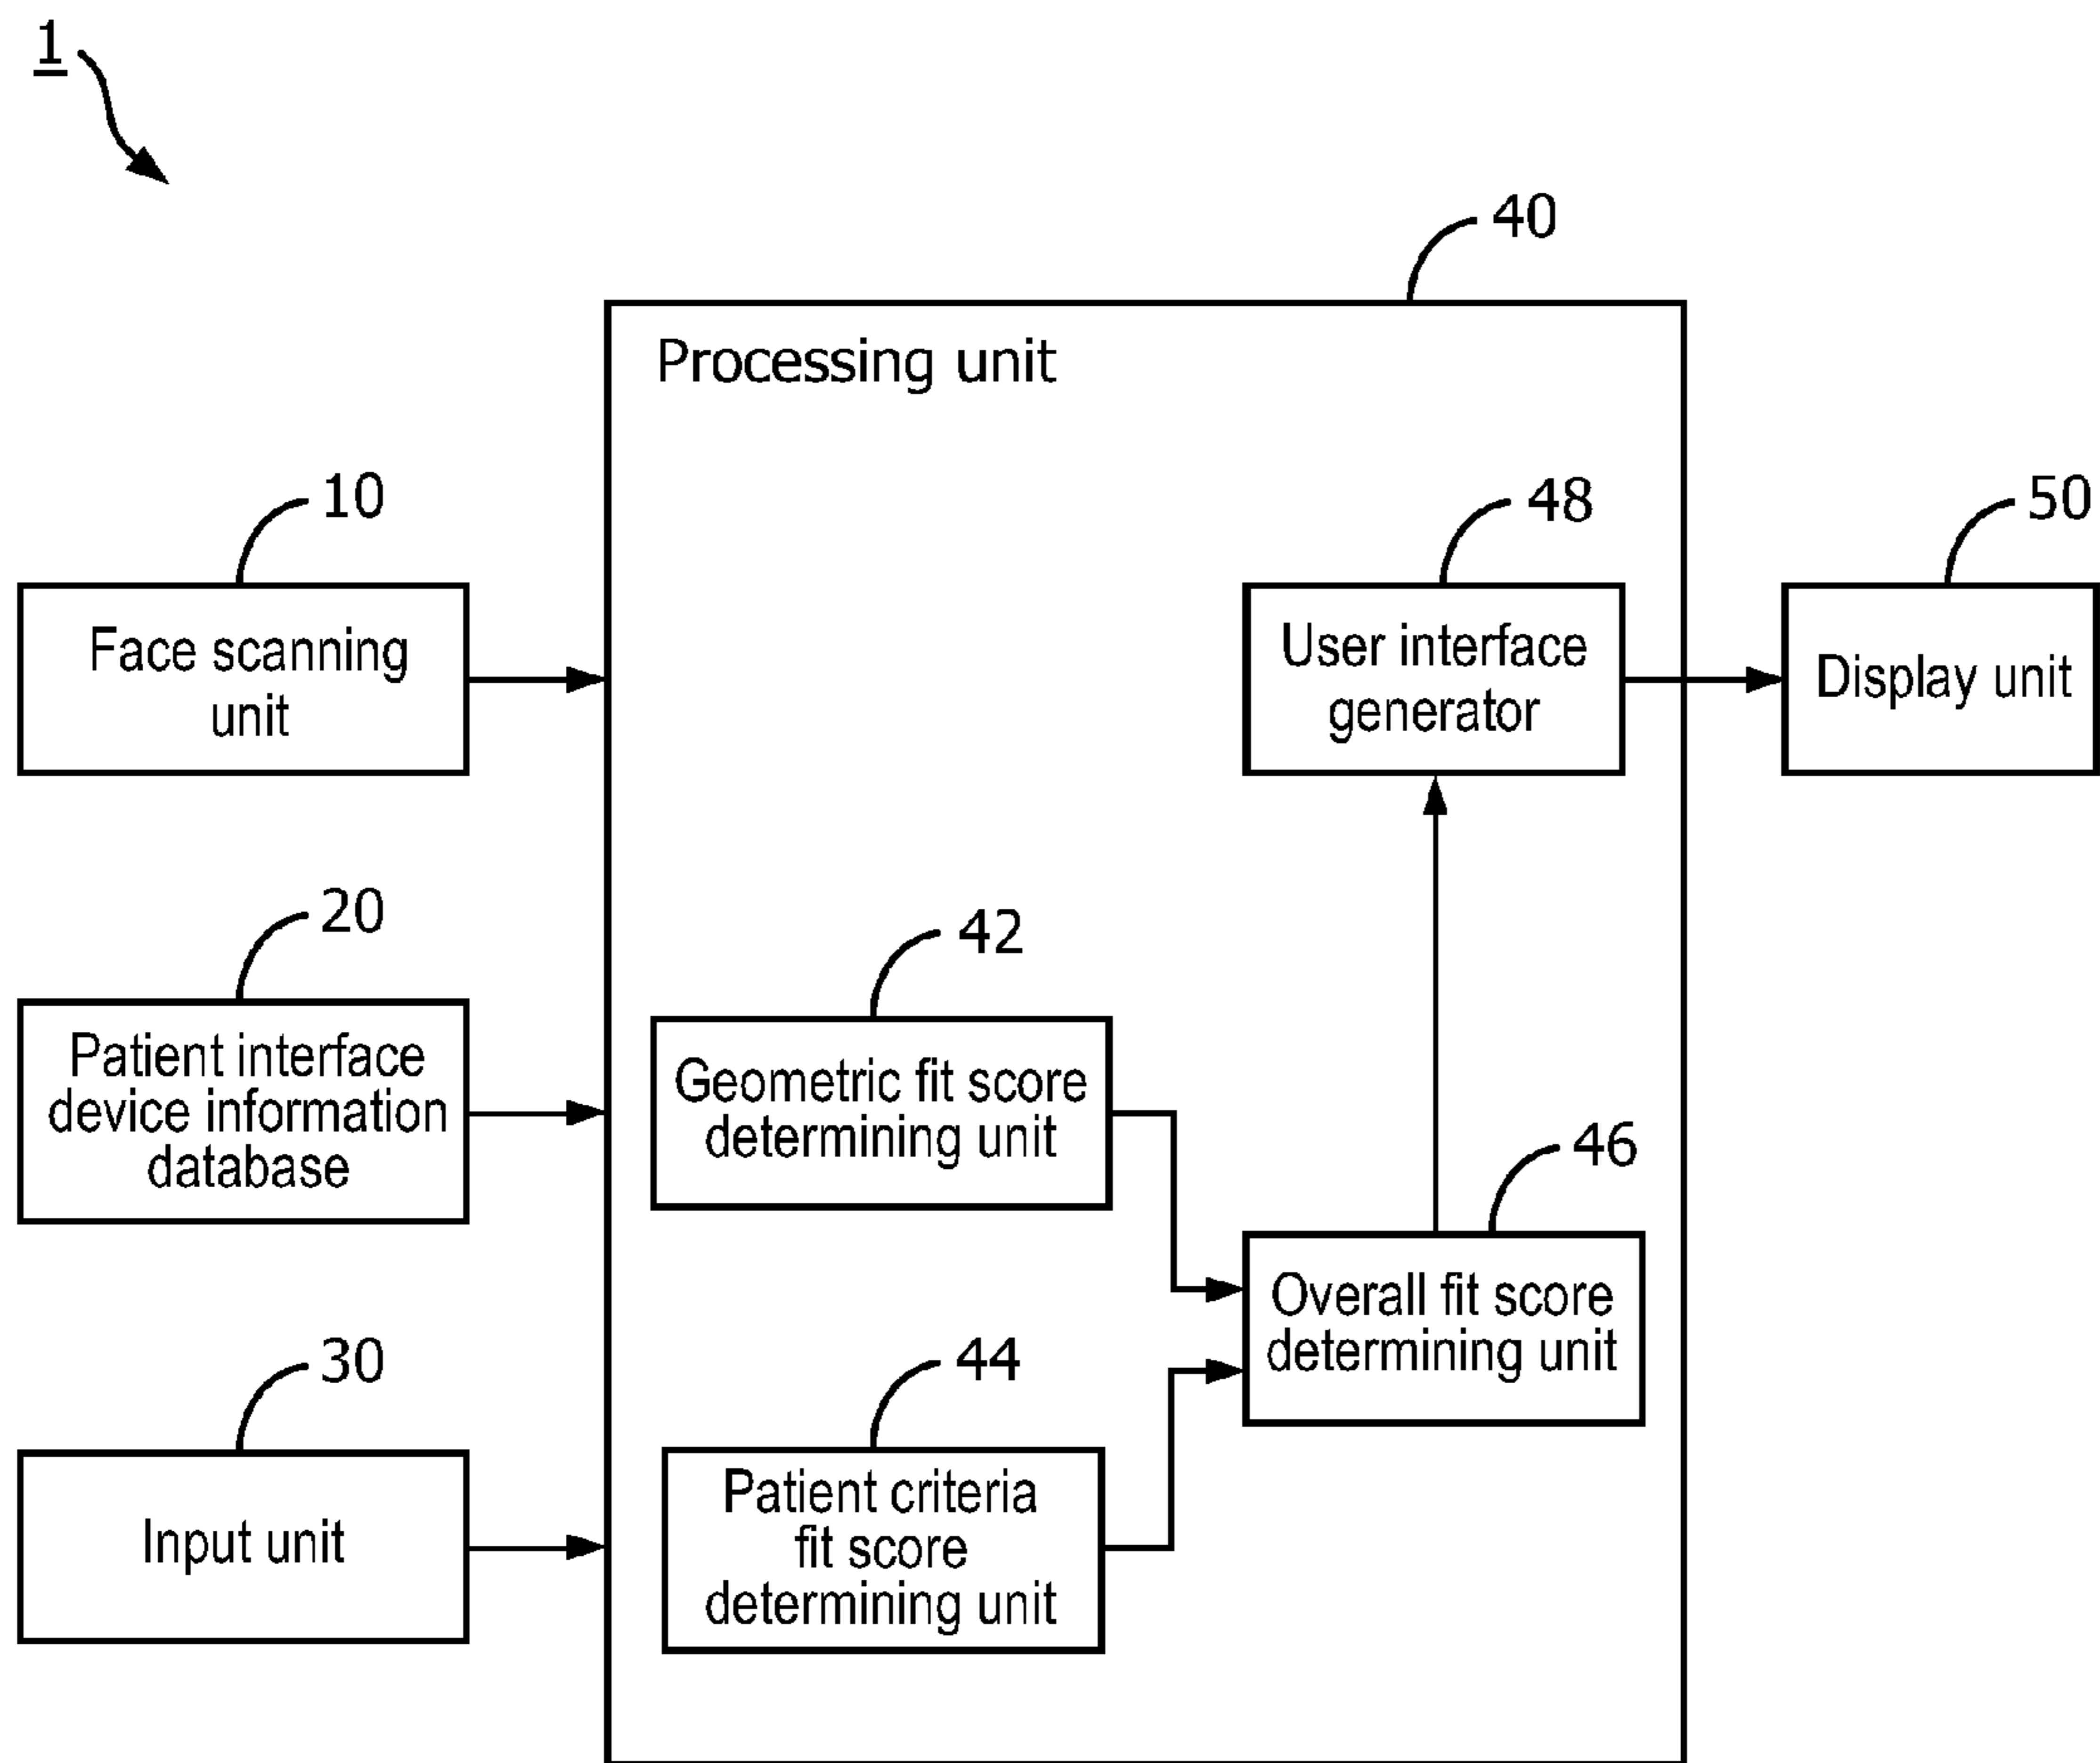 1
40
Processing unit
10
Face scanning
unit
48
User interface
generator
50
Display unit
20
Patient interface
device information
database
42
Geometric fit score
determining unit
46
Overall fit score
determining unit
30
Input unit
44
Patient criteria
fit score
determining unit